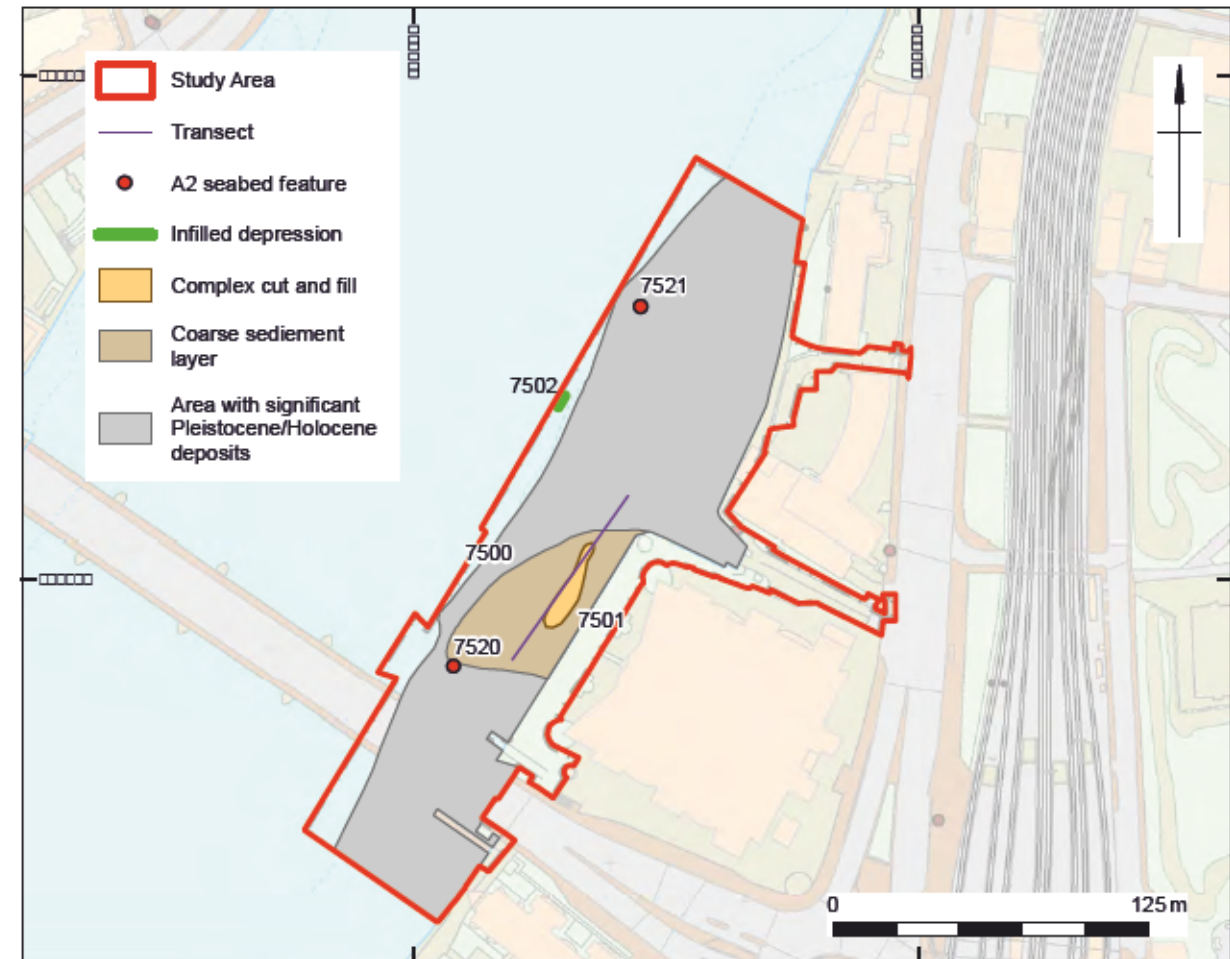 Study Area
Transect
A2 seabed feature
Infilled depression
Complex cut and fill
Coarse sediement
layer
Area with significant
Pleistocene/Holocene
deposits
7521
7502
7500
7501
7520
0
125 m